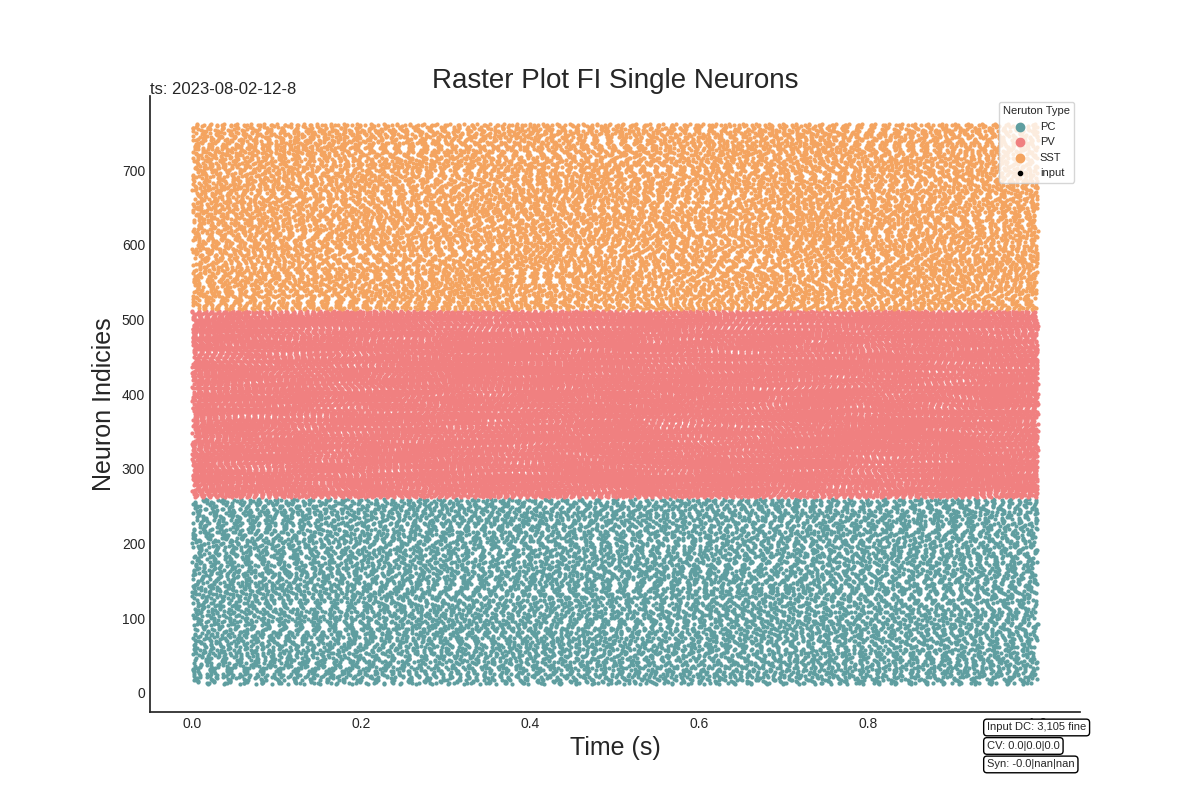 Raster Plot FI Single Neurons
ts: 2023-08-02-12-8
Neruton Type
PC
PV
SST
input
Neuron Indicies
700
600
500
400
300
200
100
0
0.0 0.2 0.4 0.6 0.8
Time (s)
Input DC: 3,105 fine
CV: 0.0|0.0|0.0
Syn: -0.0|nan|nan